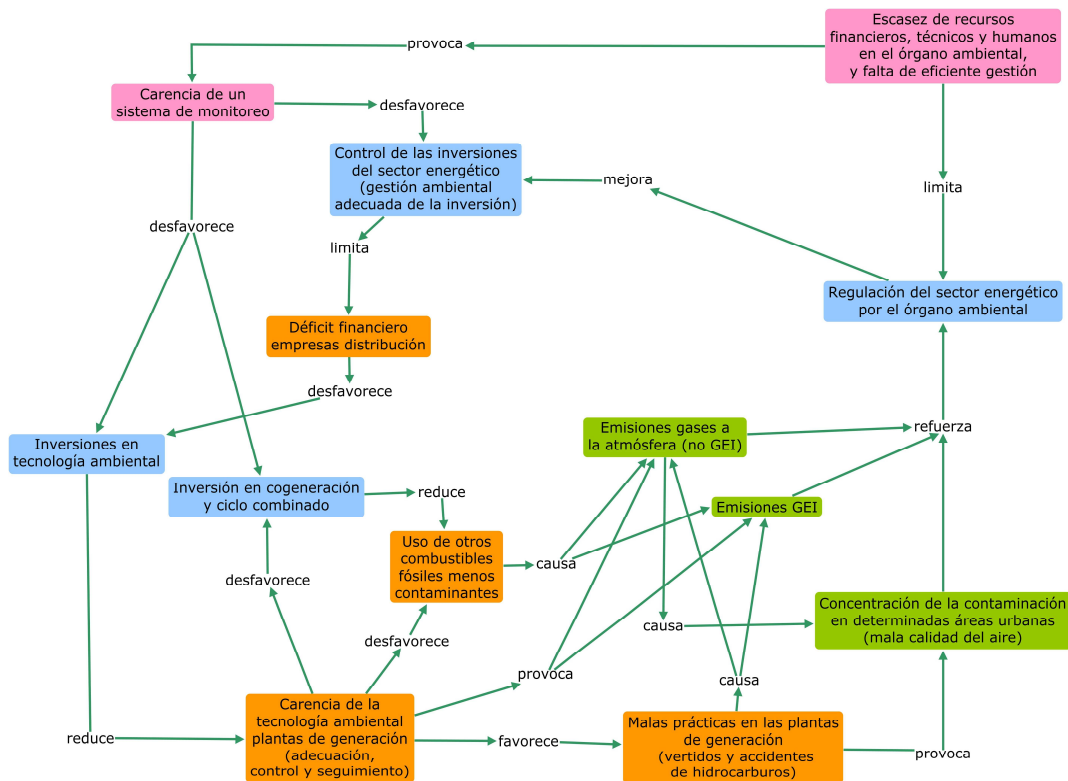 Escasez de recursos
financieros, técnicos y humanos
en el órgano ambiental,
y falta de eficiente gestión
provoca
Carencia de un
sistema de monitoreo
desfavorece
Control de las inversiones
del sector energético
(gestión ambiental
adecuada de la inversión)
mejora
limita
desfavorece
limita
Regulación del sector energético
por el órgano ambiental
Déficit financiero
empresas distribución
desfavorece
Inversiones en
tecnología ambiental
Emisiones gases a
la atmósfera (no GEI)
refuerza
Inversión en cogeneración
y ciclo combinado
reduce
Emisiones GEI
Uso de otros
combustibles
fósiles menos
contaminantes
causa
desfavorece
Concentración de la contaminación
en determinadas áreas urbanas
(mala calidad del aire)
causa
desfavorece
provoca
causa
Carencia de la
tecnología ambiental
plantas de generación
(adecuación,
control y seguimiento)
reduce
favorece
Malas prácticas en las plantas
de generación
(vertidos y accidentes
de hidrocarburos)
provoca